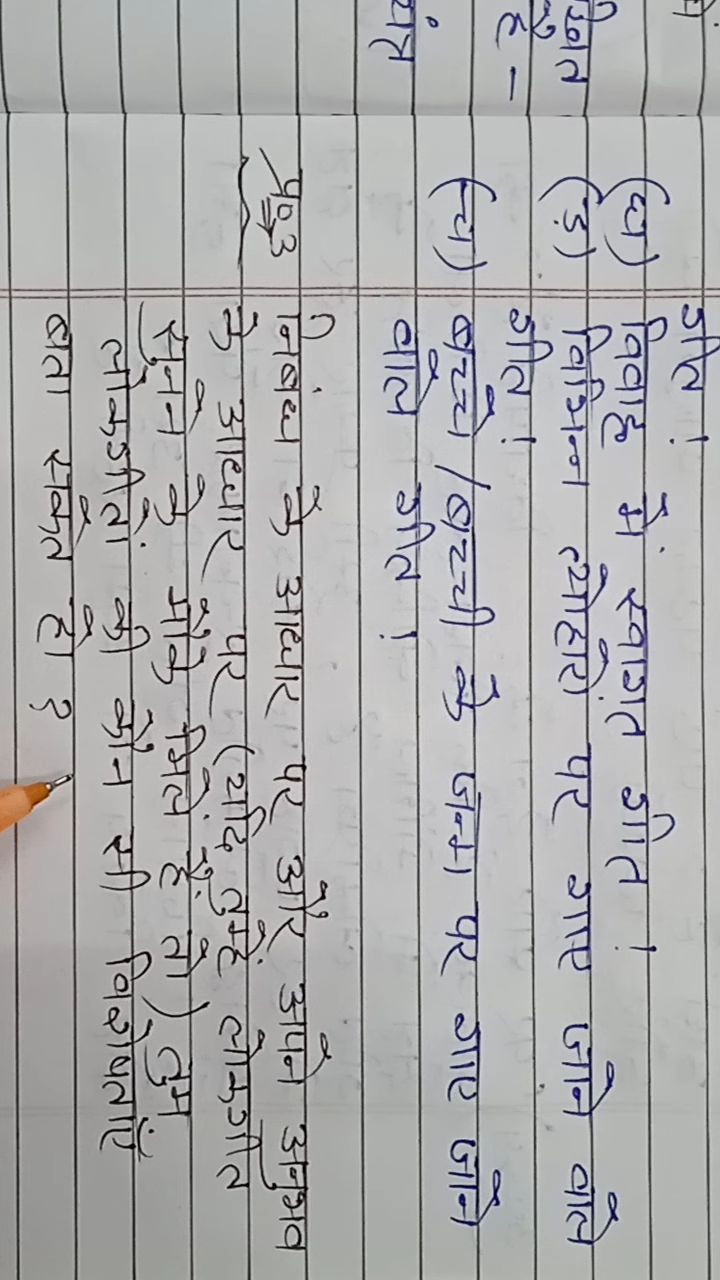 गीत !
(घ) विवाह में स्वागत गीत !
(ङ) विभिन त्योहारो पर गाए जाने वाले
गीत !
(च) बच्चे / बच्ची के जन्म पर गाए जाने
वाले गीत !
प्र०3 निबंध के आधार पर और अपने अनुभव
के आधार पर (यदि तुम्हे लोकगीत
सुनने के मौके मिले हैं तो) तुम
लोकगीतों की कौन सी विशेषताएं
बता सकते हो ?